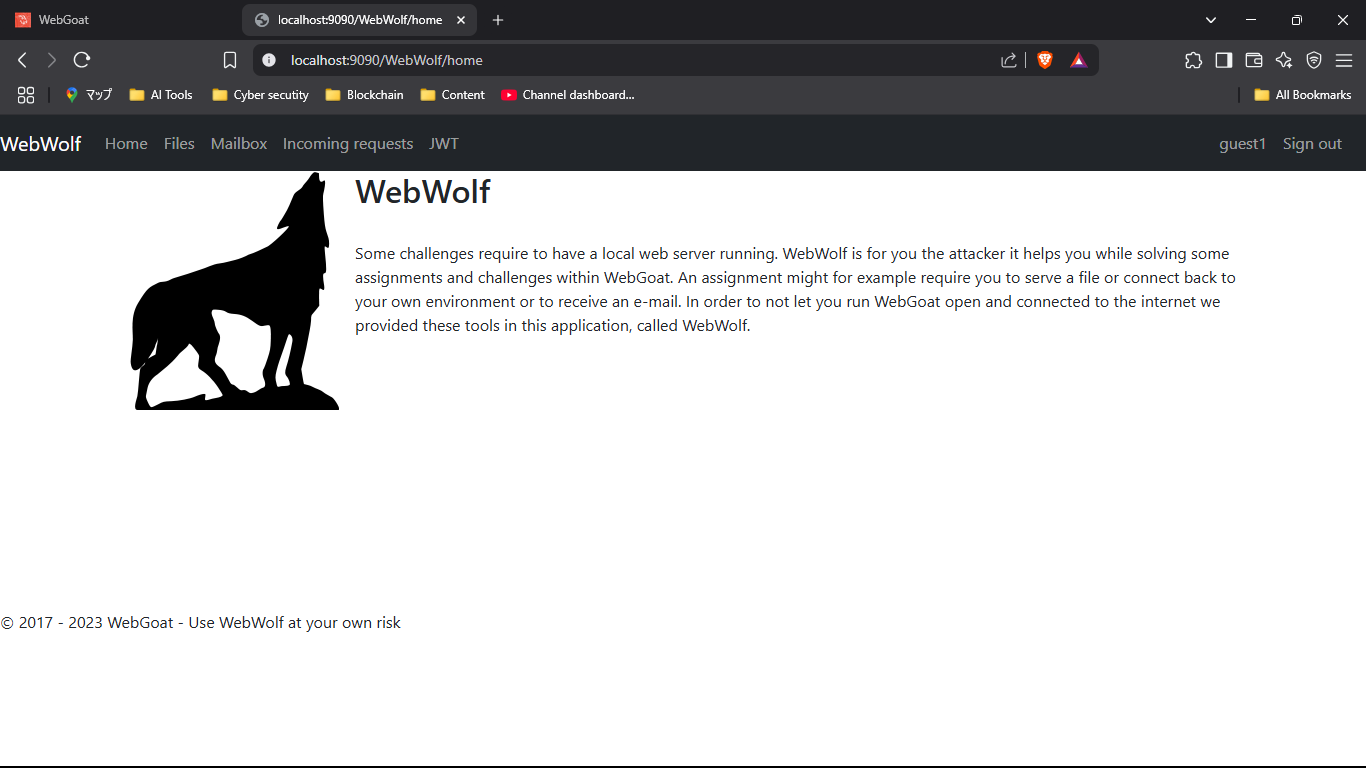 WebGoat
localhost:9090/WebWolf/home
localhost:9090/WebWolf/home
マップ
AI Tools
Cyber secutity
Blockchain
Content
Channel dashboard...
All Bookmarks
WebWolf Home Files Mailbox Incoming requests JWT guest1 Sign out
WebWolf
Some challenges require to have a local web server running. WebWolf is for you the attacker it helps you while solving some
assignments and challenges within WebGoat. An assignment might for example require you to serve a file or connect back to
your own environment or to receive an e-mail. In order to not let you run WebGoat open and connected to the internet we
provided these tools in this application, called WebWolf.
© 2017 - 2023 WebGoat - Use WebWolf at your own risk